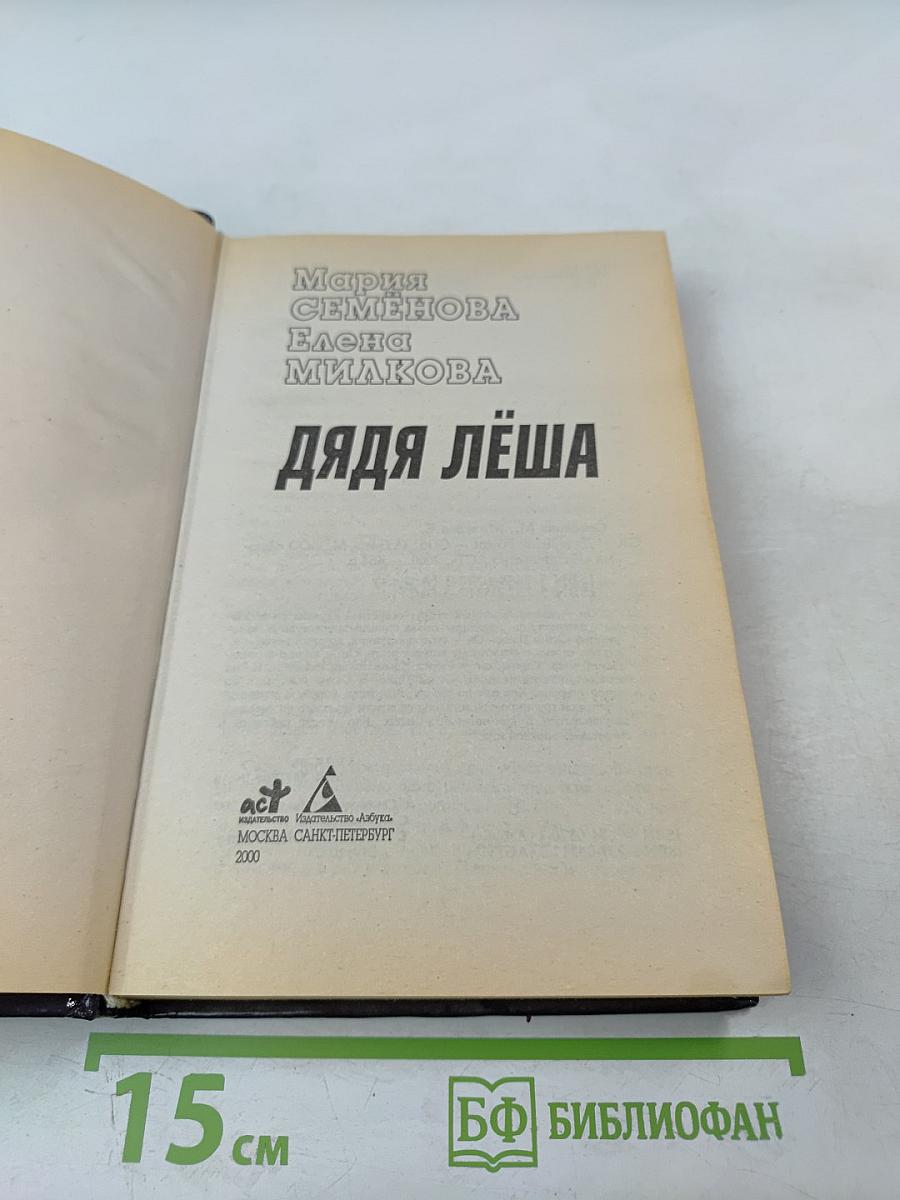 Мария
СЕМЁНОВА
Елена
МИЛКОВА
ДЯДЯ ЛЁША
аст
ИЗДАТЕЛЬСТВО
Издательство «Азбука»
МОСКВА САНКТ-ПЕТЕРБУРГ
2000
15 см
БФ БИБЛИОФАН